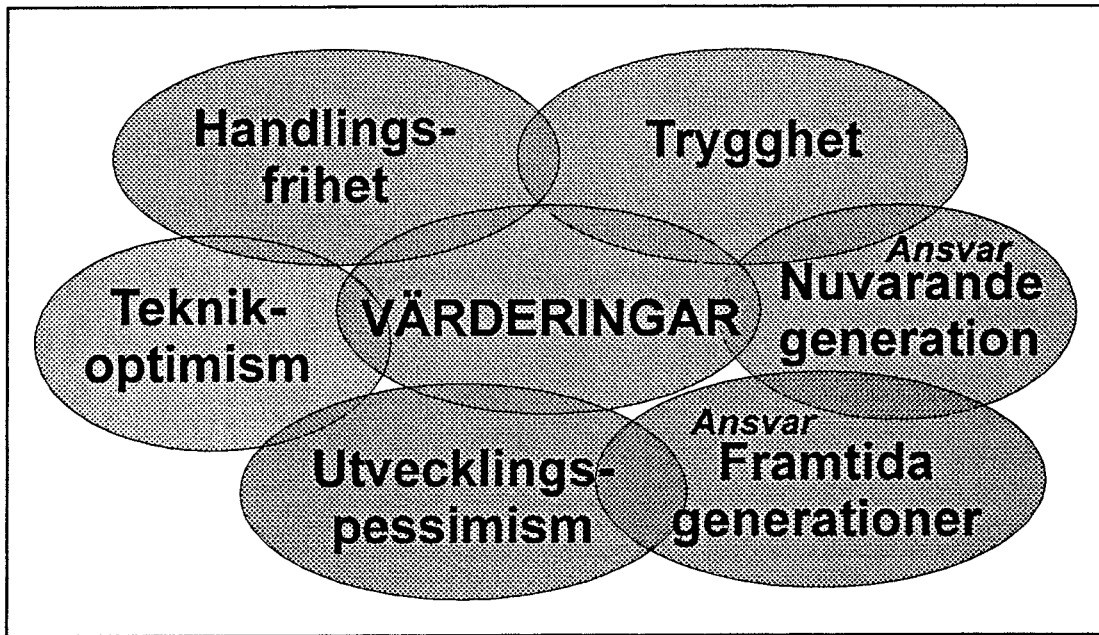 Handlings-
frihet
Trygghet
Ansvar
Nuvarande
generation
Teknik-
optimism
VÄRDERINGAR
Ansvar
Framtida
generationer
Utvecklings-
pessimism